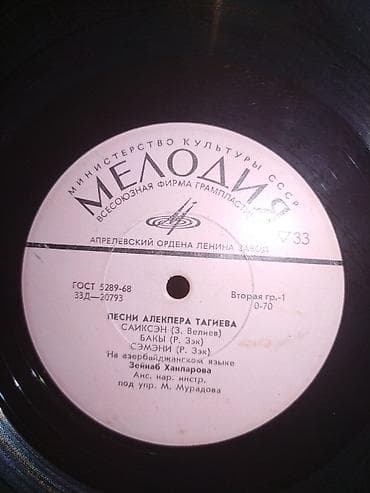 МИНИСТЕРСТВО КУЛЬТУРЫ СССР
МЕЛОДИЯ
ВСЕСОЮЗНАЯ ФИРМА ГРАМПЛАСТИНОК
▽33
АПРЕЛЕВСКИЙ ОРДЕНА ЛЕНИНА ЗАВОД
ГОСТ 5289-68
33Д—20793
Вторая гр.-1
0-70
ПЕСНИ АЛЕКПЕРА ТАГИЕВА
САИКСЭН (З. Велиев)
БАКЫ (Р. Зэк)
СЭМЭНИ (Р. Зэк)
На азербайджанском языке
Зейнаб Ханларова
Анс. нар. инстр.
под упр. М. Мурадова